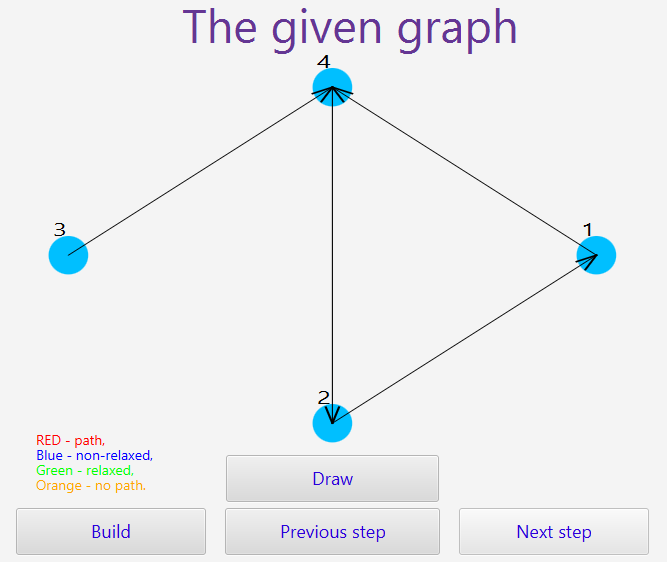 The given graph
4
3
1
2
RED - path,
Blue - non-relaxed,
Green - relaxed.
Orange - no path.
Draw
Build
Previous step
Next step